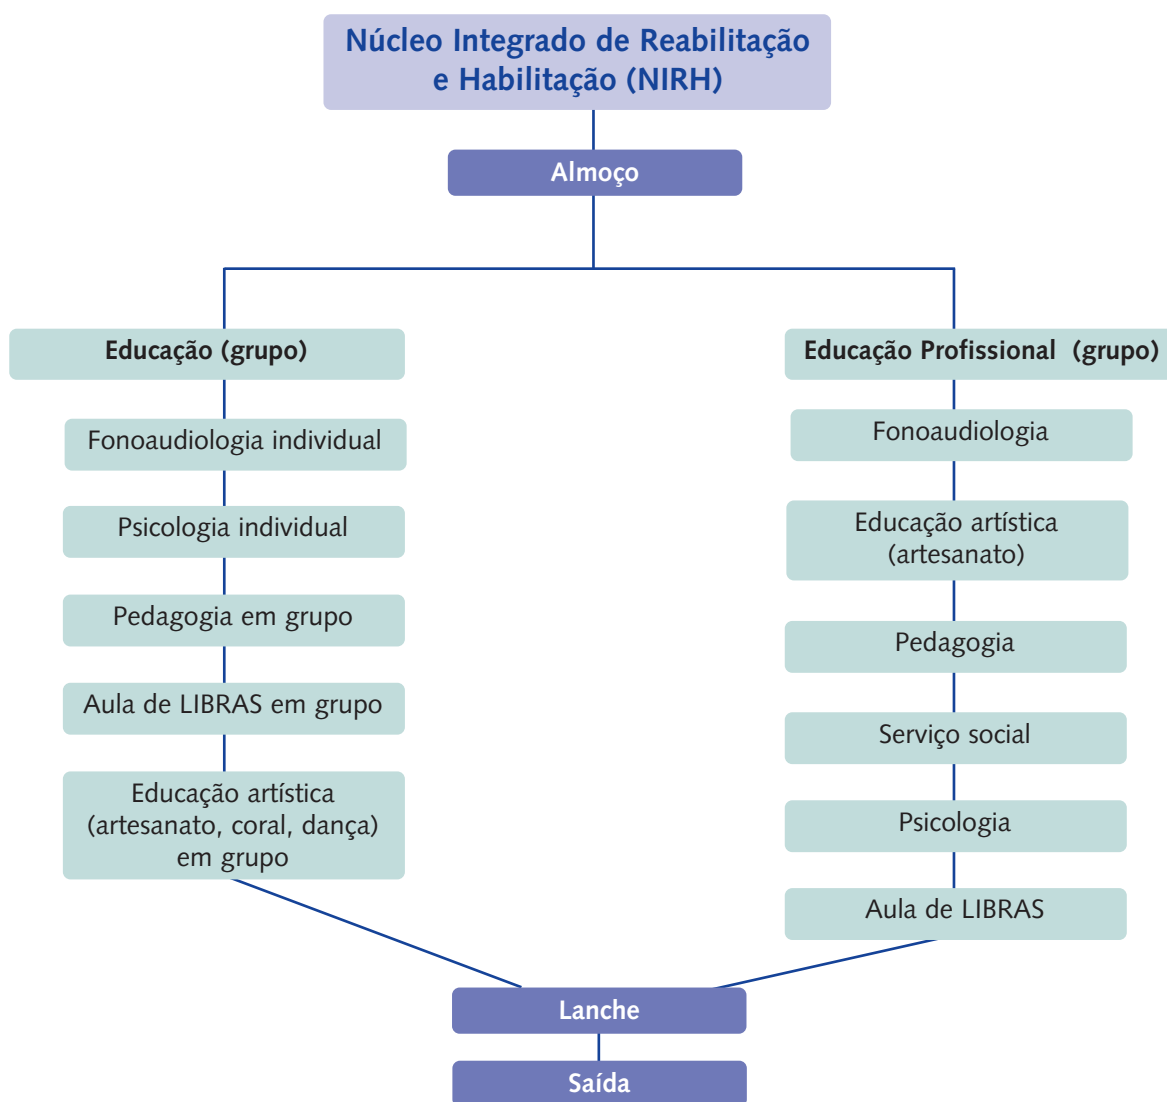 Núcleo Integrado de Reabilitação
e Habilitação (NIRH)
Almoço
Educação (grupo)
Fonoaudiologia individual
Psicologia individual
Pedagogia em grupo
Aula de LIBRAS em grupo
Educação artística
(artesanato, coral, dança)
em grupo
Educação Profissional (grupo)
Fonoaudiologia
Educação artística
(artesanato)
Pedagogia
Serviço social
Psicologia
Aula de LIBRAS
Lanche
Saída